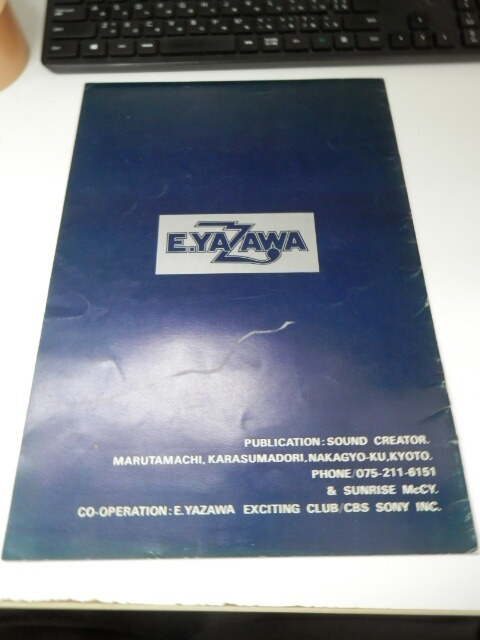 E.YAZAWA
PUBLICATION: SOUND CREATOR.
MARUTAMACHI, KARASUMADORI, NAKAGYO-KU, KYOTO.
PHONE/075-211-6151
& SUNRISE McCY.
CO-OPERATION: E.YAZAWA EXCITING CLUB/CBS SONY INC.